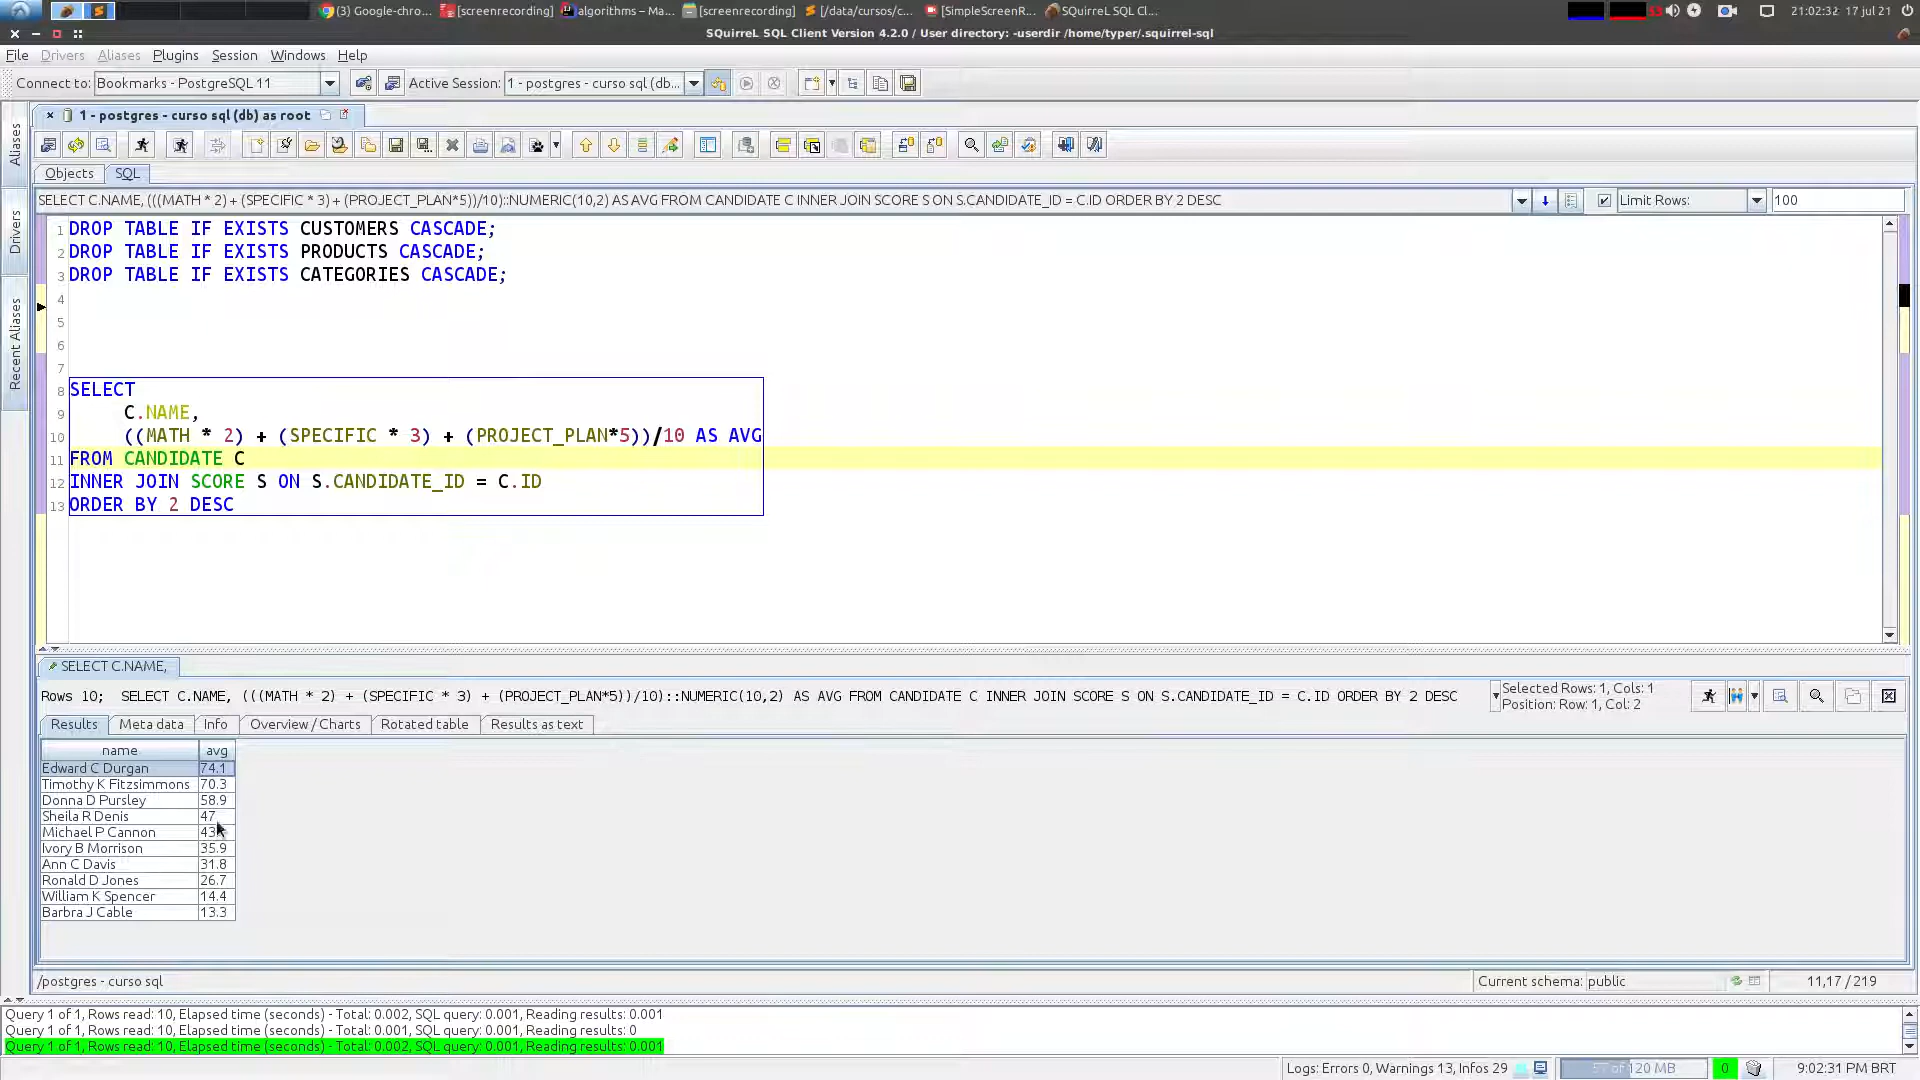 (3) Google-chro...
[screenrecording]
algorithms – Ma...
[screenrecording]
[/data/cursos/c...
[SimpleScreenR...
SQuirreL SQL Cl...
53
21:02:32 17 jul 21
SQuirreL SQL Client Version 4.2.0 / User directory: -userdir /home/typer/.squirrel-sql
File Drivers Aliases Plugins Session Windows Help
Connect to: Bookmarks - PostgreSQL 11 Active Session: 1 - postgres - curso sql (db...
1 - postgres - curso sql (db) as root
Aliases
Drivers
Recent Aliases
Objects SQL
SELECT C.NAME, (((MATH * 2) + (SPECIFIC * 3) + (PROJECT_PLAN*5))/10)::NUMERIC(10,2) AS AVG FROM CANDIDATE C INNER JOIN SCORE S ON S.CANDIDATE_ID = C.ID ORDER BY 2 DESC
Limit Rows: 100
1 DROP TABLE IF EXISTS CUSTOMERS CASCADE;
2 DROP TABLE IF EXISTS PRODUCTS CASCADE;
3 DROP TABLE IF EXISTS CATEGORIES CASCADE;
4
5
6
7
8 SELECT
9 C.NAME,
10 ((MATH * 2) + (SPECIFIC * 3) + (PROJECT_PLAN*5))/10 AS AVG
11 FROM CANDIDATE C
12 INNER JOIN SCORE S ON S.CANDIDATE_ID = C.ID
13 ORDER BY 2 DESC
SELECT C.NAME,
Rows 10; SELECT C.NAME, (((MATH * 2) + (SPECIFIC * 3) + (PROJECT_PLAN*5))/10)::NUMERIC(10,2) AS AVG FROM CANDIDATE C INNER JOIN SCORE S ON S.CANDIDATE_ID = C.ID ORDER BY 2 DESC
Selected Rows: 1, Cols: 1
Position: Row: 1, Col: 2
Results Meta data Info Overview / Charts Rotated table Results as text
name avg
Edward C Durgan 74.1
Timothy K Fitzsimmons 70.3
Donna D Pursley 58.9
Sheila R Denis 47
Michael P Cannon
Ivory B Morrison 35.9
Ann C Davis 31.8
Ronald D Jones 26.7
William K Spencer 14.4
Barbra J Cable 13.3
/postgres - curso sql
Current schema: public
11,17 / 219
Query 1 of 1, Rows read: 10, Elapsed time (seconds) - Total: 0.002, SQL query: 0.001, Reading results: 0.001
Query 1 of 1, Rows read: 10, Elapsed time (seconds) - Total: 0.001, SQL query: 0.001, Reading results: 0
Query 1 of 1, Rows read: 10, Elapsed time (seconds) - Total: 0.002, SQL query: 0.001, Reading results: 0.001
Logs: Errors 0, Warnings 13, Infos 29
57 of 120 MB
0
9:02:31 PM BRT